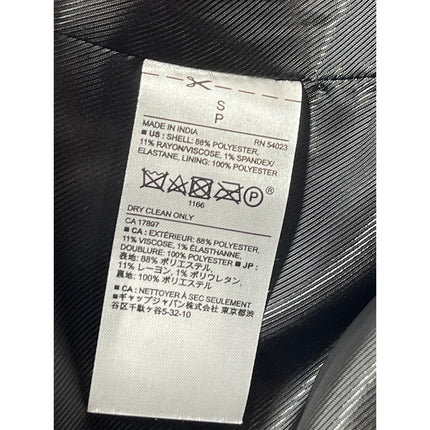 S
P
MADE IN INDIA RN 54023
■ US : SHELL: 88% POLYESTER,
11% RAYON/VISCOSE, 1% SPANDEX/
ELASTANE, LINING: 100% POLYESTER
P ®
1166
DRY CLEAN ONLY
CA 17897
■ CA : EXTÉRIEUR: 88% POLYESTER,
11% VISCOSE, 1% ÉLASTHANNE,
DOUBLURE: 100% POLYESTER ■ JP :
表地: 88% ポリエステル,
11% レーヨン, 1% ポリウレタン,
裏地: 100% ポリエステル
■ CA : NETTOYER À SEC SEULEMENT
■ギャップジャパン株式会社 東京都渋
谷区千駄ヶ谷5-32-10